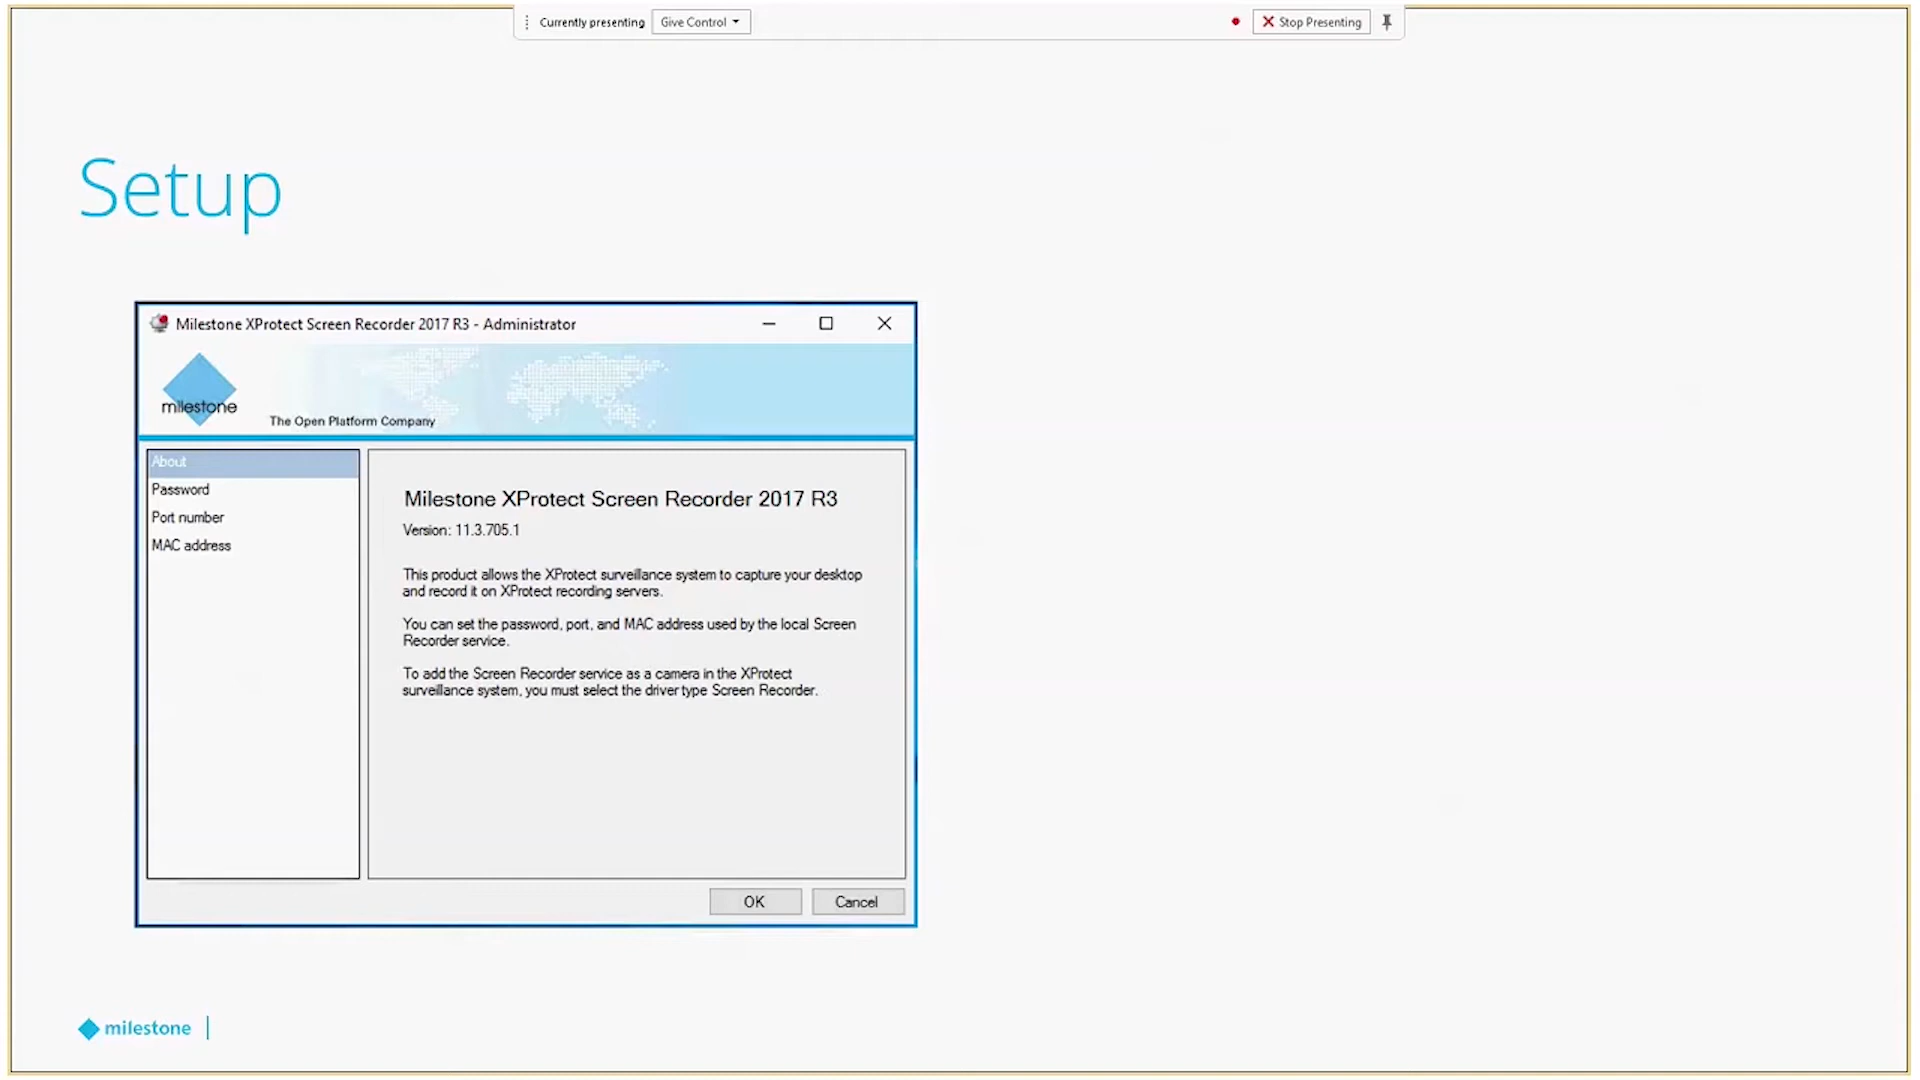 Currently presenting Give Control Stop Presenting
Setup
Milestone XProtect Screen Recorder 2017 R3 - Administrator
milestone
The Open Platform Company
About
Password
Port number
MAC address
Milestone XProtect Screen Recorder 2017 R3
Version: 11.3.705.1
This product allows the XProtect surveillance system to capture your desktop
and record it on XProtect recording servers.
You can set the password, port, and MAC address used by the local Screen
Recorder service.
To add the Screen Recorder service as a camera in the XProtect
surveillance system, you must select the driver type Screen Recorder.
OK Cancel
milestone